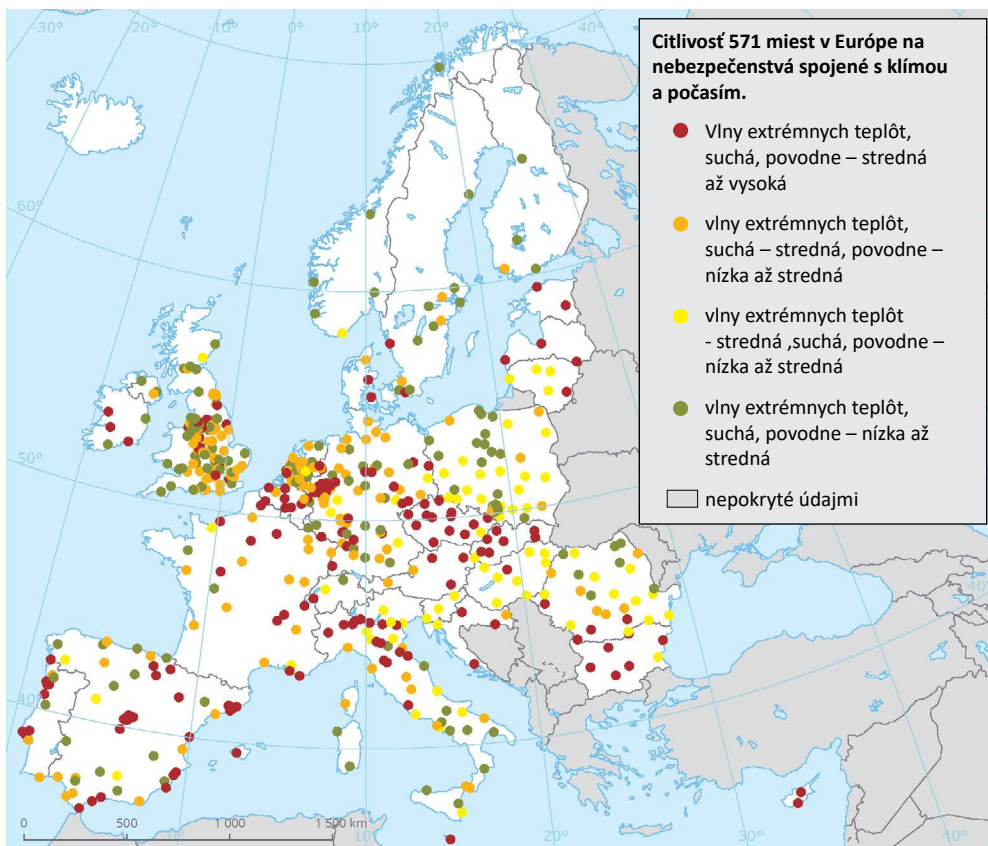 -30°
-20°
-10°
0°
10°
20°
30°
60°
50°
40°
40°
0
500
1 000
1 500 km
0°
10°
20°
30°
Citlivosť 571 miest v Európe na
nebezpečenstvá spojené s klímou
a počasím.
Vlny extrémnych teplôt,
suchá, povodne – stredná
až vysoká
vlny extrémnych teplôt,
suchá – stredná, povodne –
nízka až stredná
vlny extrémnych teplôt
- stredná ,suchá, povodne –
nízka až stredná
vlny extrémnych teplôt,
suchá, povodne – nízka až
stredná
nepokryté údajmi